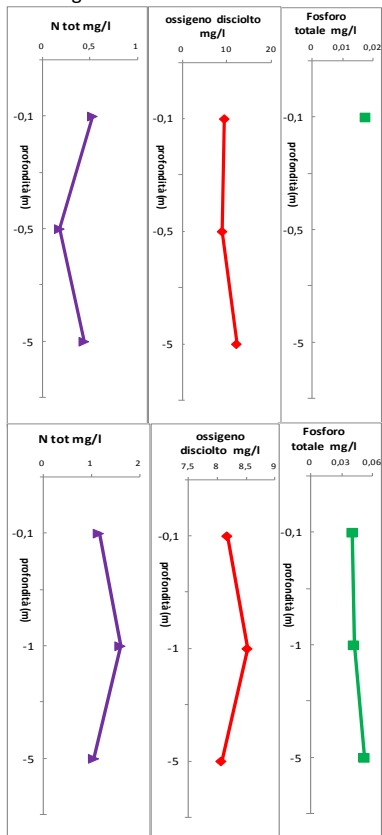 N tot mg/l
0
0,5
1
-0,1
-0,5
-5
profondità (m)
ossigeno disciolto
mg/l
0
10
20
-0,1
-0,5
-5
profondità (m)
Fosforo
totale mg/l
0
0,01
0,02
-0,1
-0,5
-5
profondità (m)
N tot mg/l
0
1
2
-0,1
-1
-5
profondità (m)
ossigeno
disciolto mg/l
7,5
8
8,5
9
-0,1
-1
-5
profondità (m)
Fosforo
totale mg/l
0
0,03
0,06
-0,1
-1
-5
profondità (m)